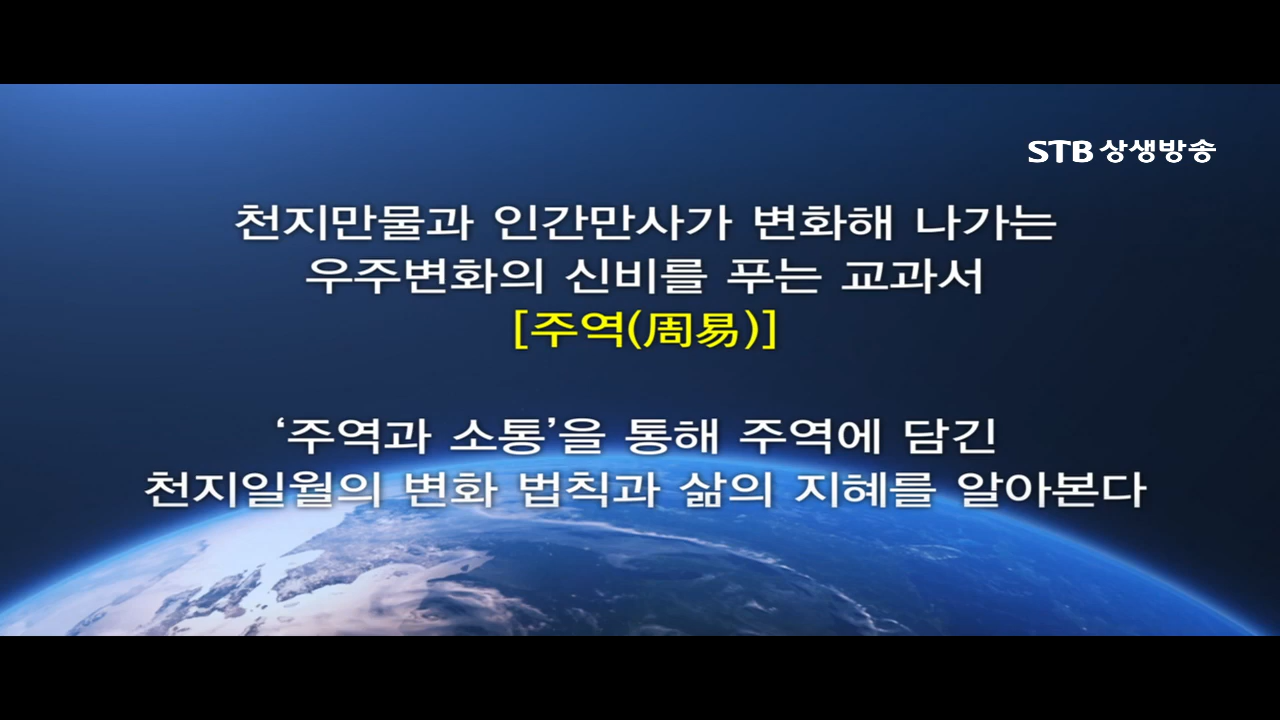 STB 상생방송
천지만물과 인간만사가 변화해 나가는
우주변화의 신비를 푸는 교과서
[주역(周易)]
‘주역과 소통’을 통해 주역에 담긴
천지일월의 변화 법칙과 삶의 지혜를 알아본다